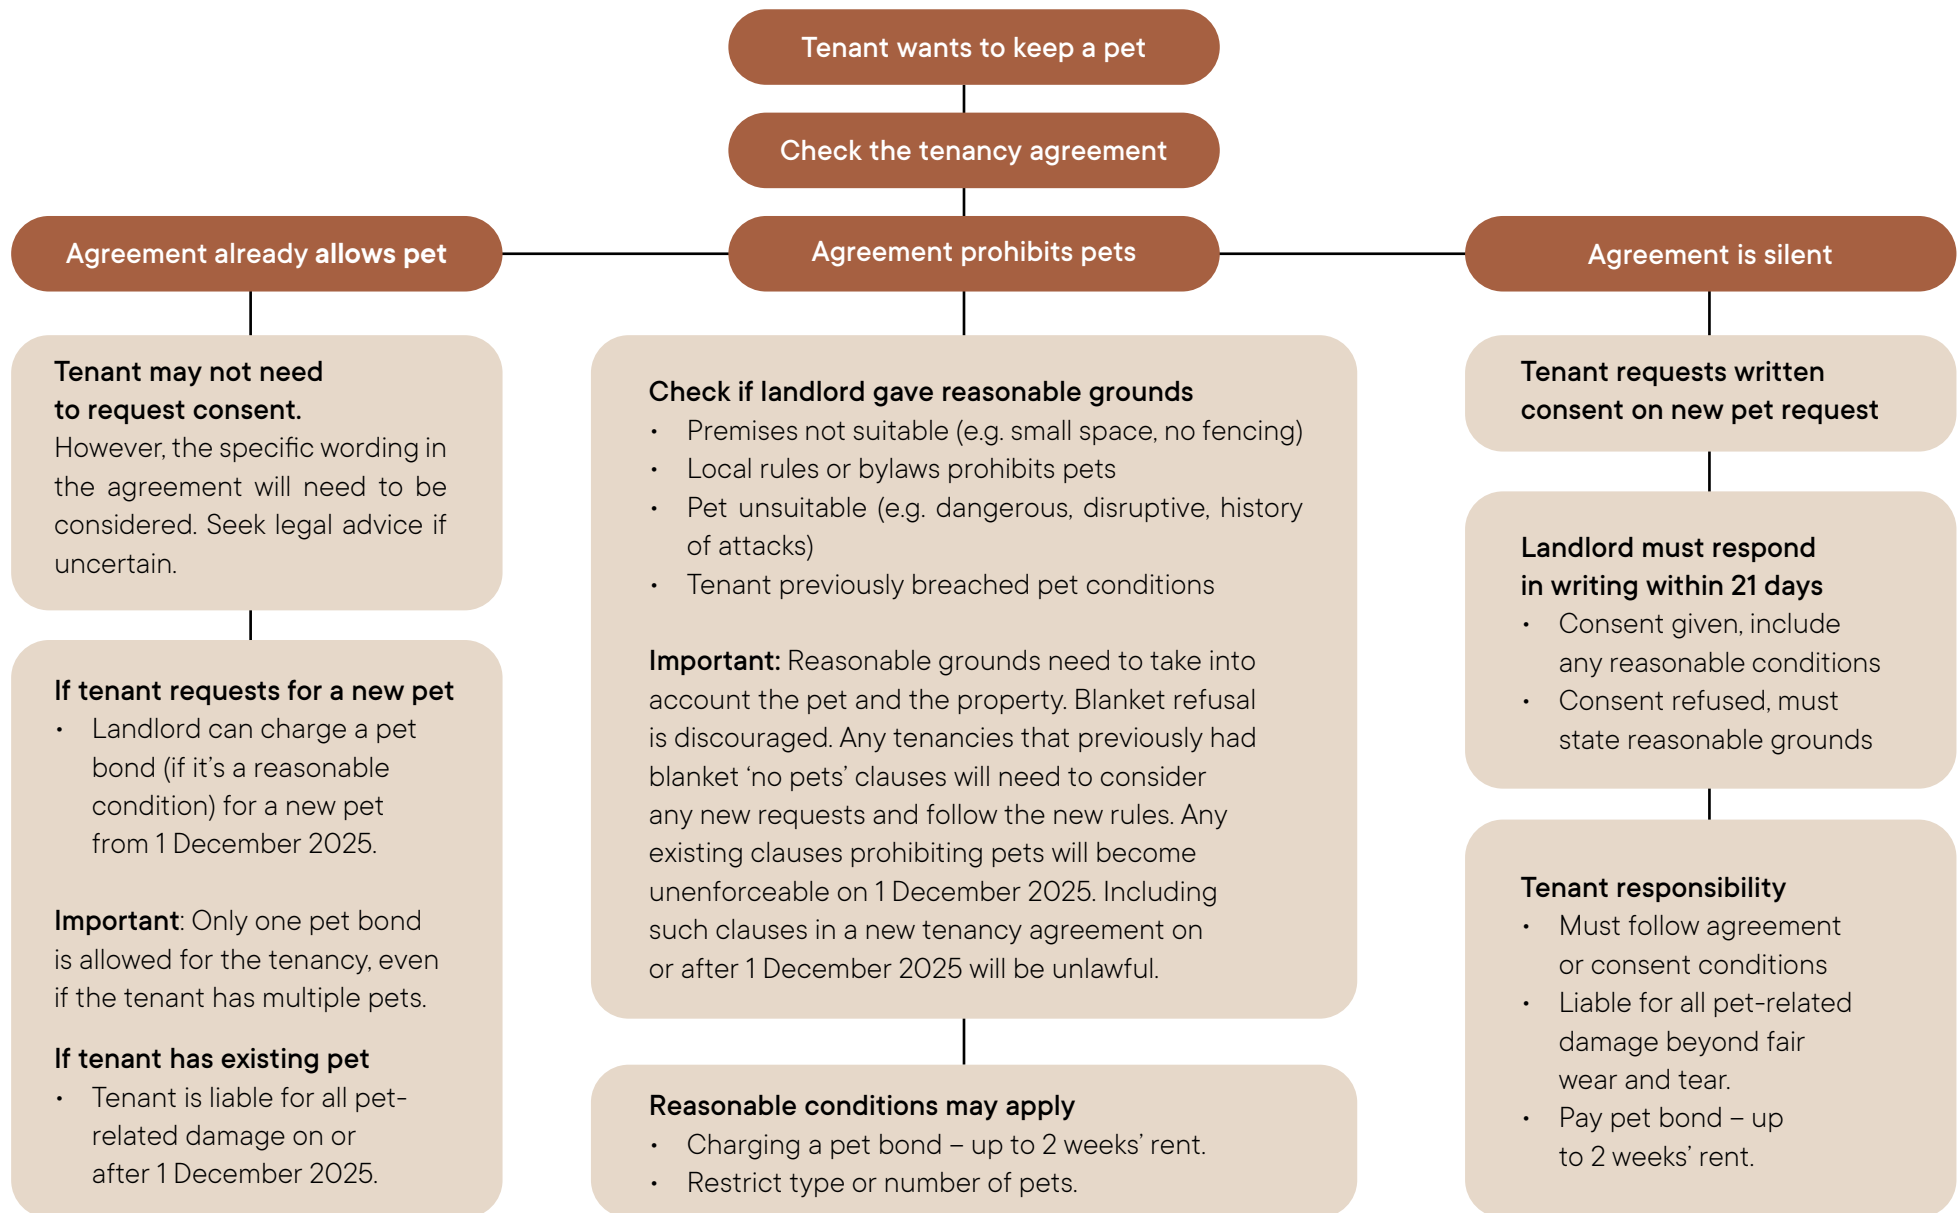 Tenant wants to keep a pet
Check the tenancy agreement
Agreement already allows pet
Agreement prohibits pets
Agreement is silent
Tenant may not need
to request consent.
However, the specific wording in
the agreement will need to be
considered. Seek legal advice if
uncertain.
If tenant requests for a new pet
• Landlord can charge a pet
bond (if it's a reasonable
condition) for a new pet
from 1 December 2025.
Important: Only one pet bond
is allowed for the tenancy, even
if the tenant has multiple pets.
If tenant has existing pet
• Tenant is liable for all pet-
related damage on or
after 1 December 2025.
Check if landlord gave reasonable grounds
• Premises not suitable (e.g. small space, no fencing)
• Local rules or bylaws prohibits pets
• Pet unsuitable (e.g. dangerous, disruptive, history
of attacks)
• Tenant previously breached pet conditions
Important: Reasonable grounds need to take into
account the pet and the property. Blanket refusal
is discouraged. Any tenancies that previously had
blanket 'no pets' clauses will need to consider
any new requests and follow the new rules. Any
existing clauses prohibiting pets will become
unenforceable on 1 December 2025. Including
such clauses in a new tenancy agreement on
or after 1 December 2025 will be unlawful.
Reasonable conditions may apply
• Charging a pet bond – up to 2 weeks' rent.
• Restrict type or number of pets.
Tenant requests written
consent on new pet request
Landlord must respond
in writing within 21 days
• Consent given, include
any reasonable conditions
• Consent refused, must
state reasonable grounds
Tenant responsibility
• Must follow agreement
or consent conditions
• Liable for all pet-related
damage beyond fair
wear and tear.
• Pay pet bond – up
to 2 weeks' rent.